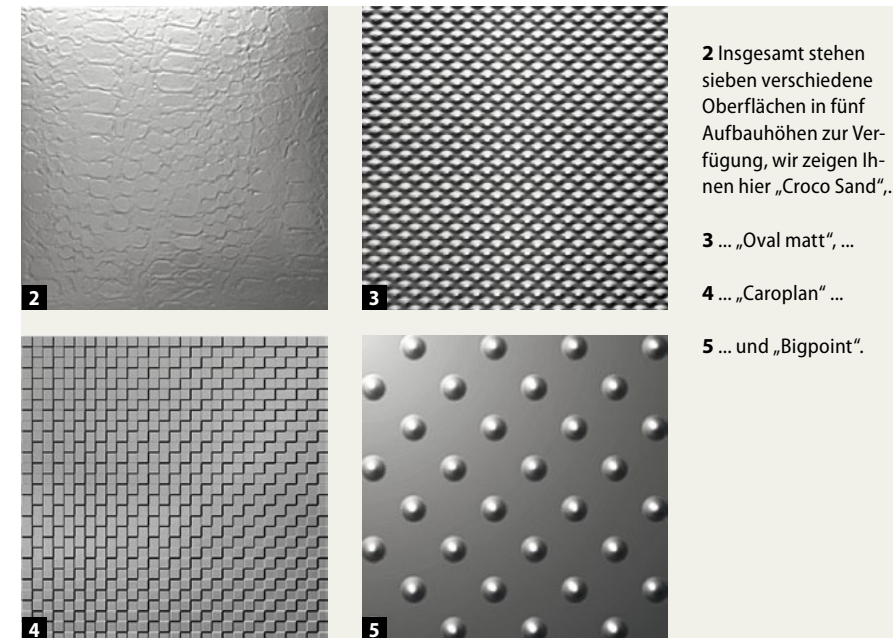 2 Insgesamt stehen
sieben verschiedene
Oberflächen in fünf
Aufbauhöhen zur Ver-
fügung, wir zeigen Ih-
nen hier „Croco Sand“,.
3 ... „Oval matt“, ...
4 ... „Caroplan“ ...
5 ... und „Bigpoint“.
2
3
4
5